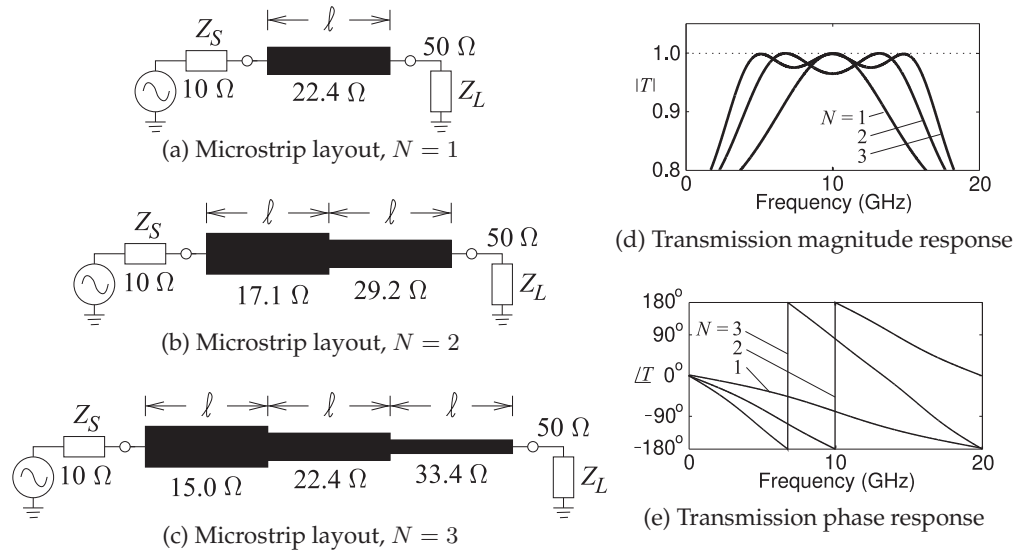 ℓ
Z_S
50 Ω
10 Ω
22.4 Ω
Z_L
(a) Microstrip layout, N = 1
ℓ ℓ
Z_S
50 Ω
10 Ω
17.1 Ω 29.2 Ω
Z_L
(b) Microstrip layout, N = 2
ℓ ℓ ℓ
Z_S
50 Ω
10 Ω
15.0 Ω 22.4 Ω 33.4 Ω
Z_L
(c) Microstrip layout, N = 3
1.0
|T|
0.9
N = 1
2
3
0.8
0 10 20
Frequency (GHz)
(d) Transmission magnitude response
180°
N = 3
90°
2
1
∠T 0°
-90°
-180°
0 10 20
Frequency (GHz)
(e) Transmission phase response